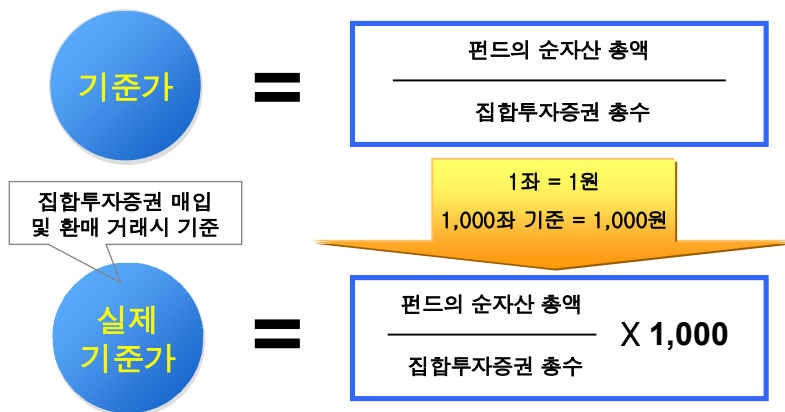 기준가
=
펀드의 순자산 총액
집합투자증권 총수
1좌 = 1원
1,000좌 기준 = 1,000원
집합투자증권 매입
및 환매 거래시 기준
실제
기준가
=
펀드의 순자산 총액
집합투자증권 총수
X 1,000